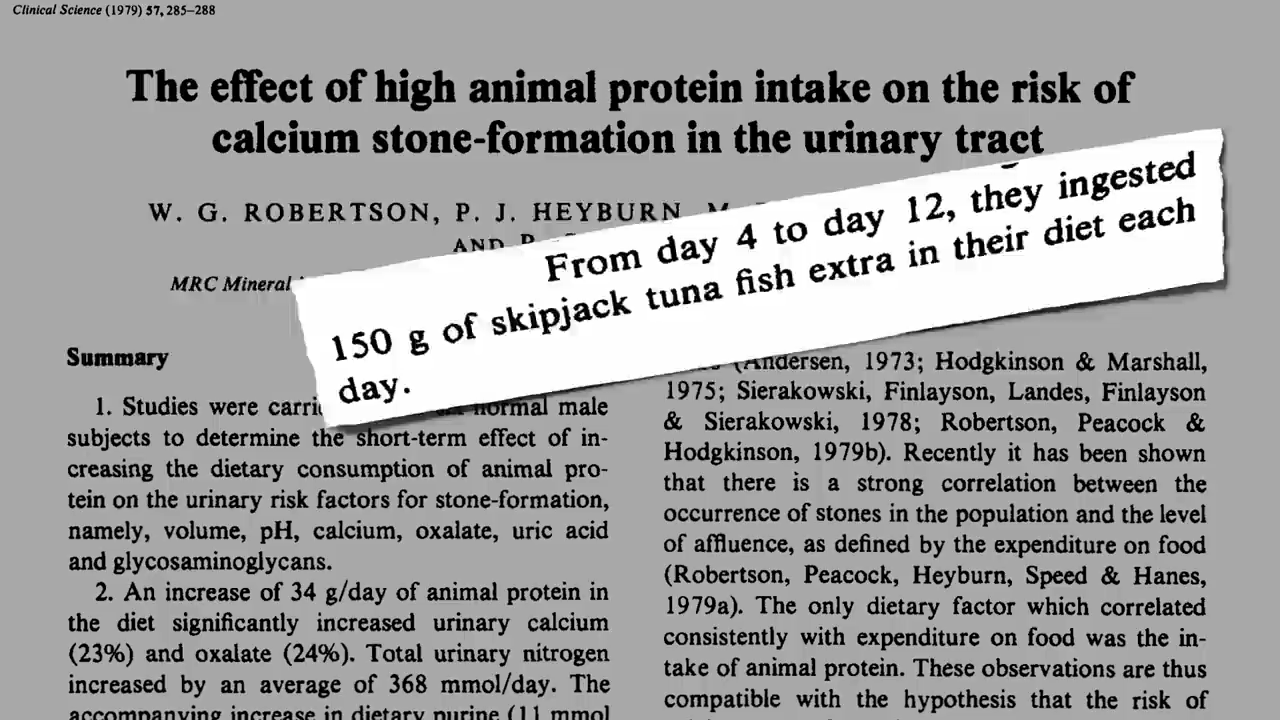 Clinical Science (1979) 57, 285–288
The effect of high animal protein intake on the risk of
calcium stone-formation in the urinary tract
W. G. ROBERTSON, P. J. HEYBURN,
AND
MRC Mineral
From day 4 to day 12, they ingested
150 g of skipjack tuna fish extra in their diet each
day.
Summary
1. Studies were normal male
subjects to determine the short-term effect of in-
creasing the dietary consumption of animal pro-
tein on the urinary risk factors for stone-formation,
namely, volume, pH, calcium, oxalate, uric acid
and glycosaminoglycans.
2. An increase of 34 g/day of animal protein in
the diet significantly increased urinary calcium
(23%) and oxalate (24%). Total urinary nitrogen
increased by an average of 368 mmol/day. The
accompanying increase in dietary purine (11 mmol
(Andersen, 1973; Hodgkinson & Marshall,
1975; Sierakowski, Finlayson, Landes, Finlayson
& Sierakowski, 1978; Robertson, Peacock &
Hodgkinson, 1979b). Recently it has been shown
that there is a strong correlation between the
occurrence of stones in the population and the level
of affluence, as defined by the expenditure on food
(Robertson, Peacock, Heyburn, Speed & Hanes,
1979a). The only dietary factor which correlated
consistently with expenditure on food was the in-
take of animal protein. These observations are thus
compatible with the hypothesis that the risk of